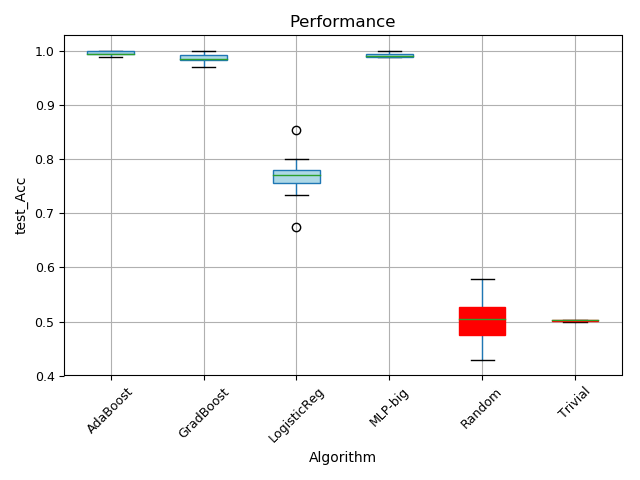 Performance
1.0
0.9
0.8
0.7
0.6
0.5
0.4
test_Acc
AdaBoost
GradBoost
LogisticReg
MLP-big
Random
Trivial
Algorithm